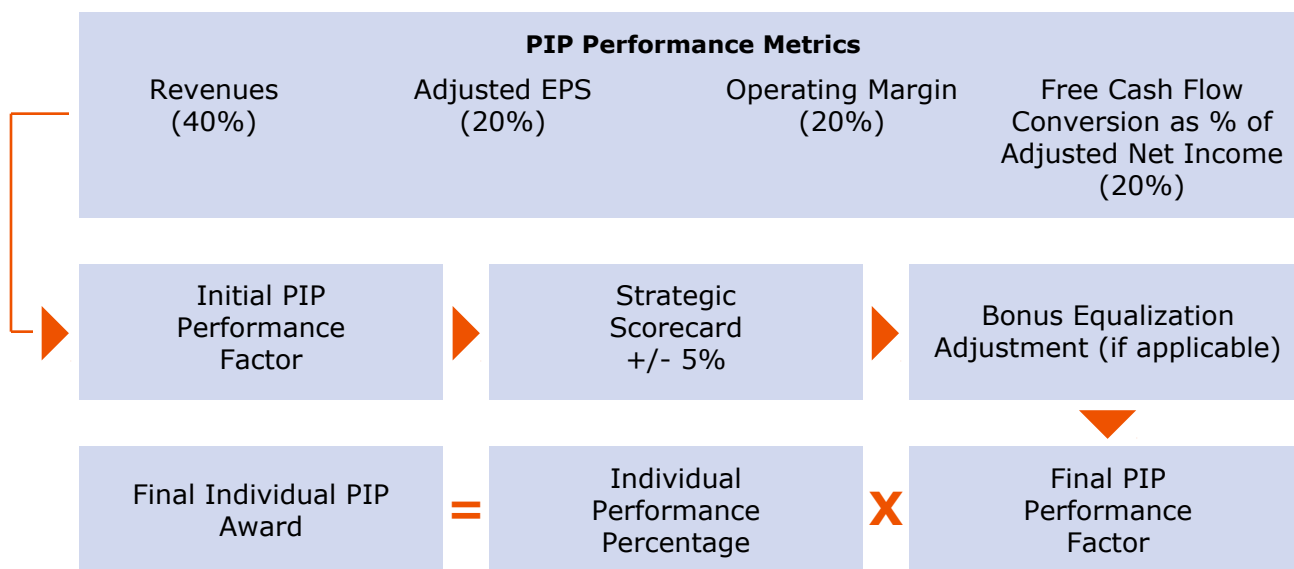 PIP Performance Metrics
Revenues
(40%)
Adjusted EPS
(20%)
Operating Margin
(20%)
Free Cash Flow
Conversion as % of
Adjusted Net Income
(20%)
Initial PIP
Performance
Factor
Strategic
Scorecard
+/- 5%
Bonus Equalization
Adjustment (if applicable)
Final Individual PIP
Award
=
Individual
Performance
Percentage
X
Final PIP
Performance
Factor